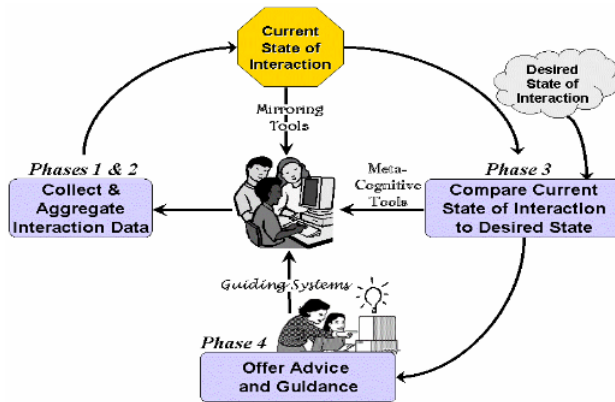 Current
State of
Interaction
Desired
State of
Interaction
Mirroring
Tools
Phases 1 & 2
Collect &
Aggregate
Interaction Data
Meta-
Cognitive
Tools
Phase 3
Compare Current
State of Interaction
to Desired State
Guiding Systems
Phase 4
Offer Advice
and Guidance